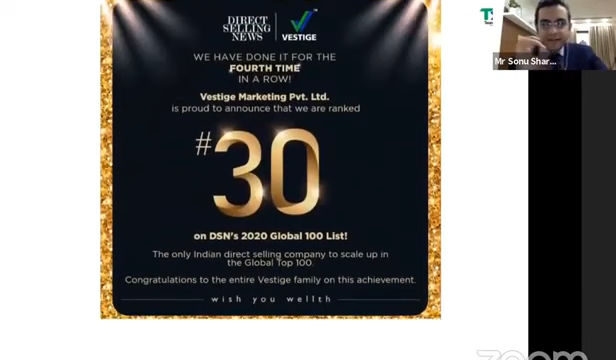 DIRECT
SELLING
NEWS
VESTIGE
WE HAVE DONE IT FOR THE
FOURTH TIME
IN A ROW!
Vestige Marketing Pvt. Ltd.
is proud to announce that we are ranked
#30
on DSN's 2020 Global 100 List!
The only Indian direct selling company to scale up in
the Global Top 100.
Congratulations to the entire Vestige family on this achievement.
wish you wellth
Mr Sonu Shar...
zoom